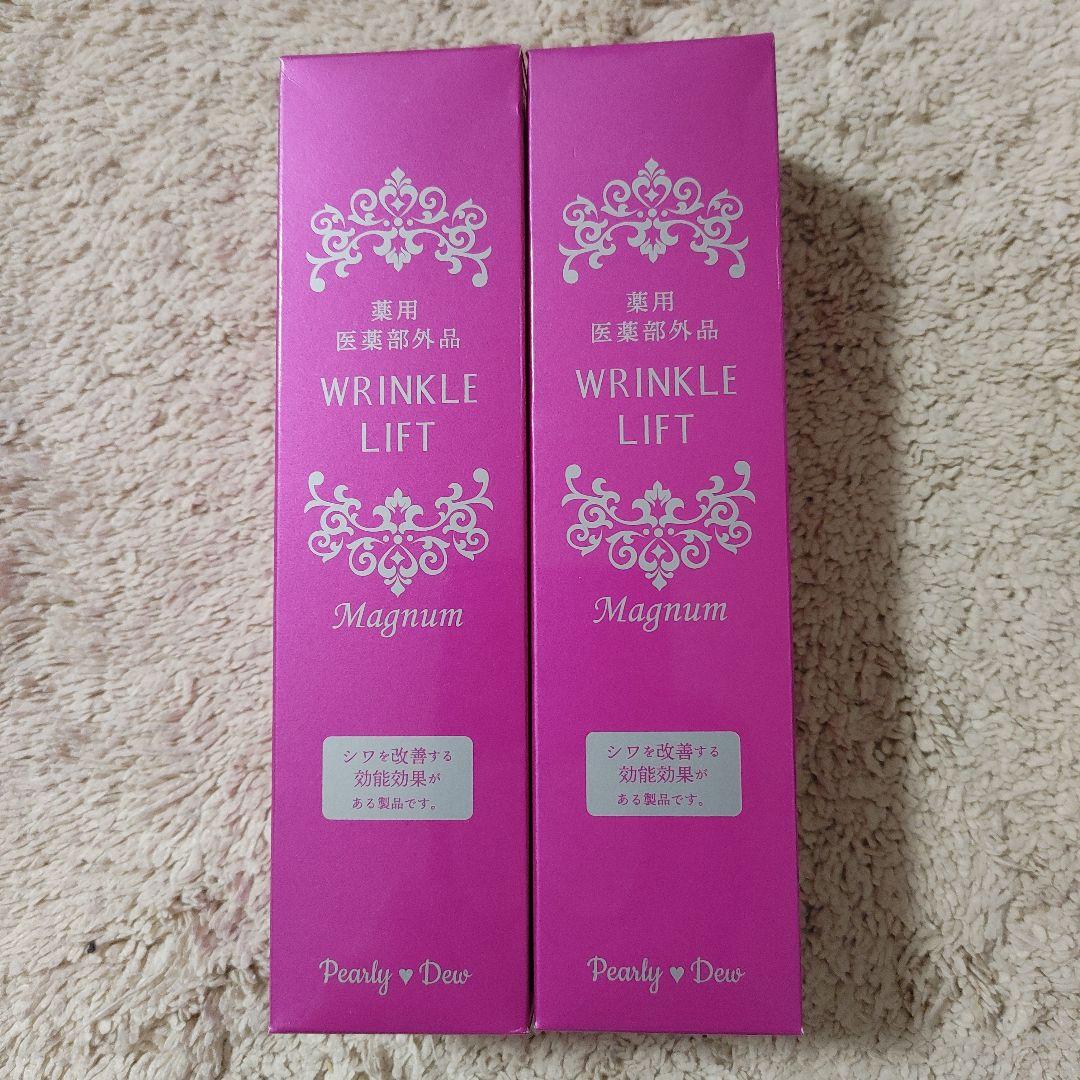 薬用
医薬部外品
WRINKLE
LIFT
Magnum
シワを改善する
効能効果が
ある製品です。
Pearly ♥ Dew
薬用
医薬部外品
WRINKLE
LIFT
Magnum
シワを改善する
効能効果が
ある製品です。
Pearly ♥ Dew